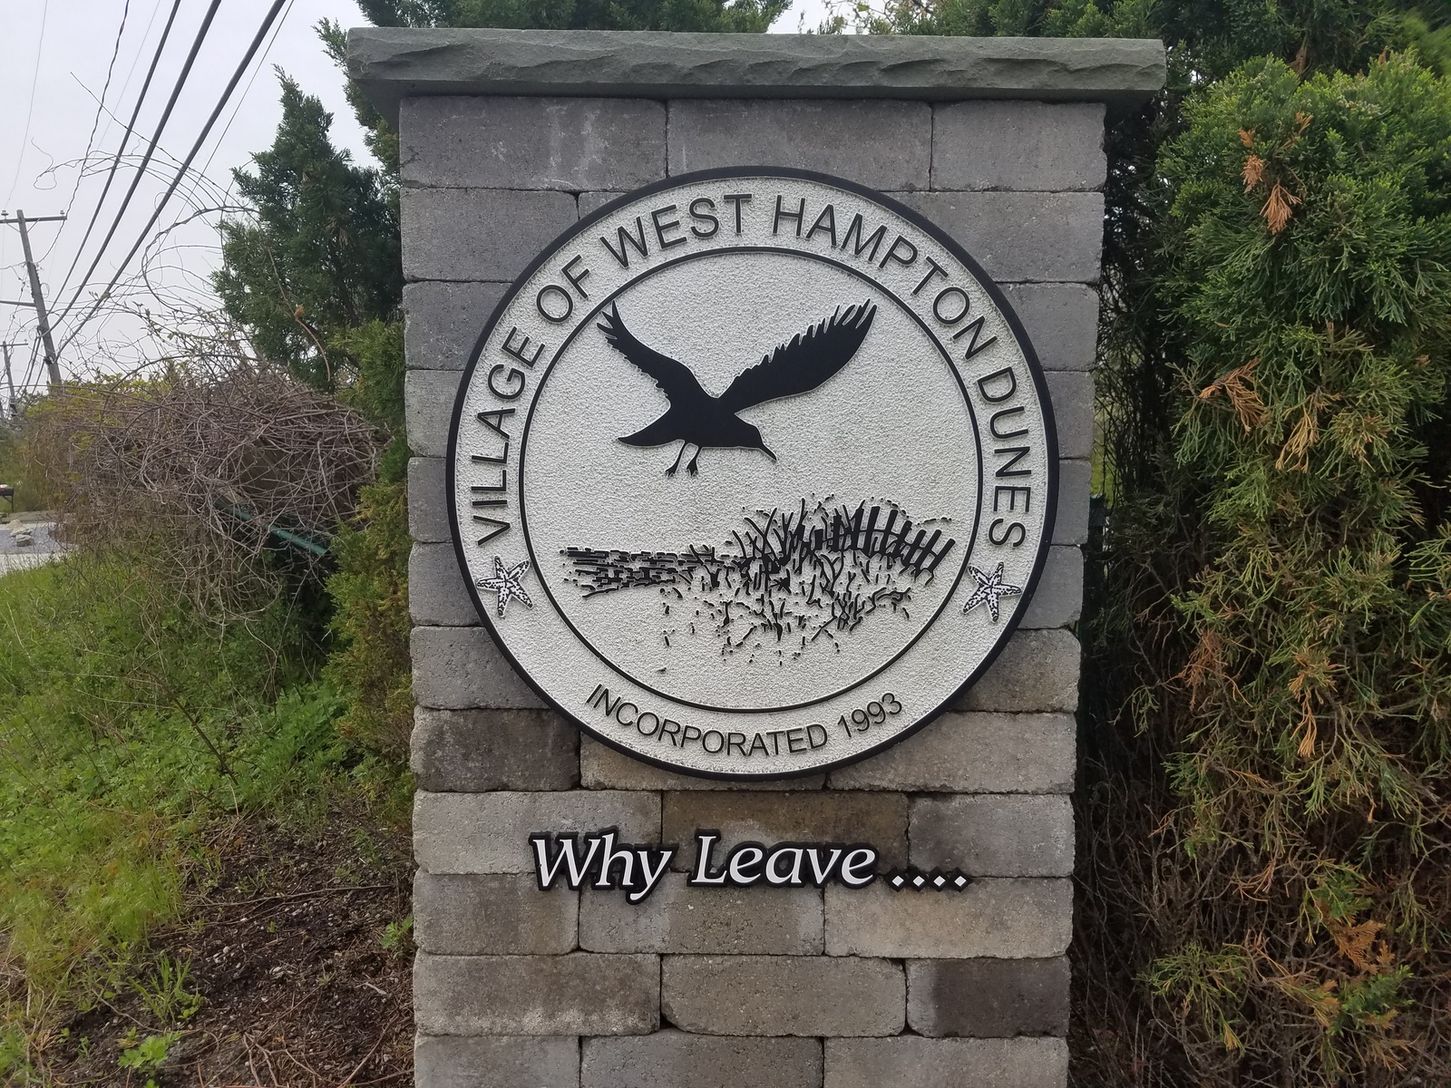 VILLAGE OF WEST HAMPTON DUNES
INCORPORATED 1993
Why Leave....